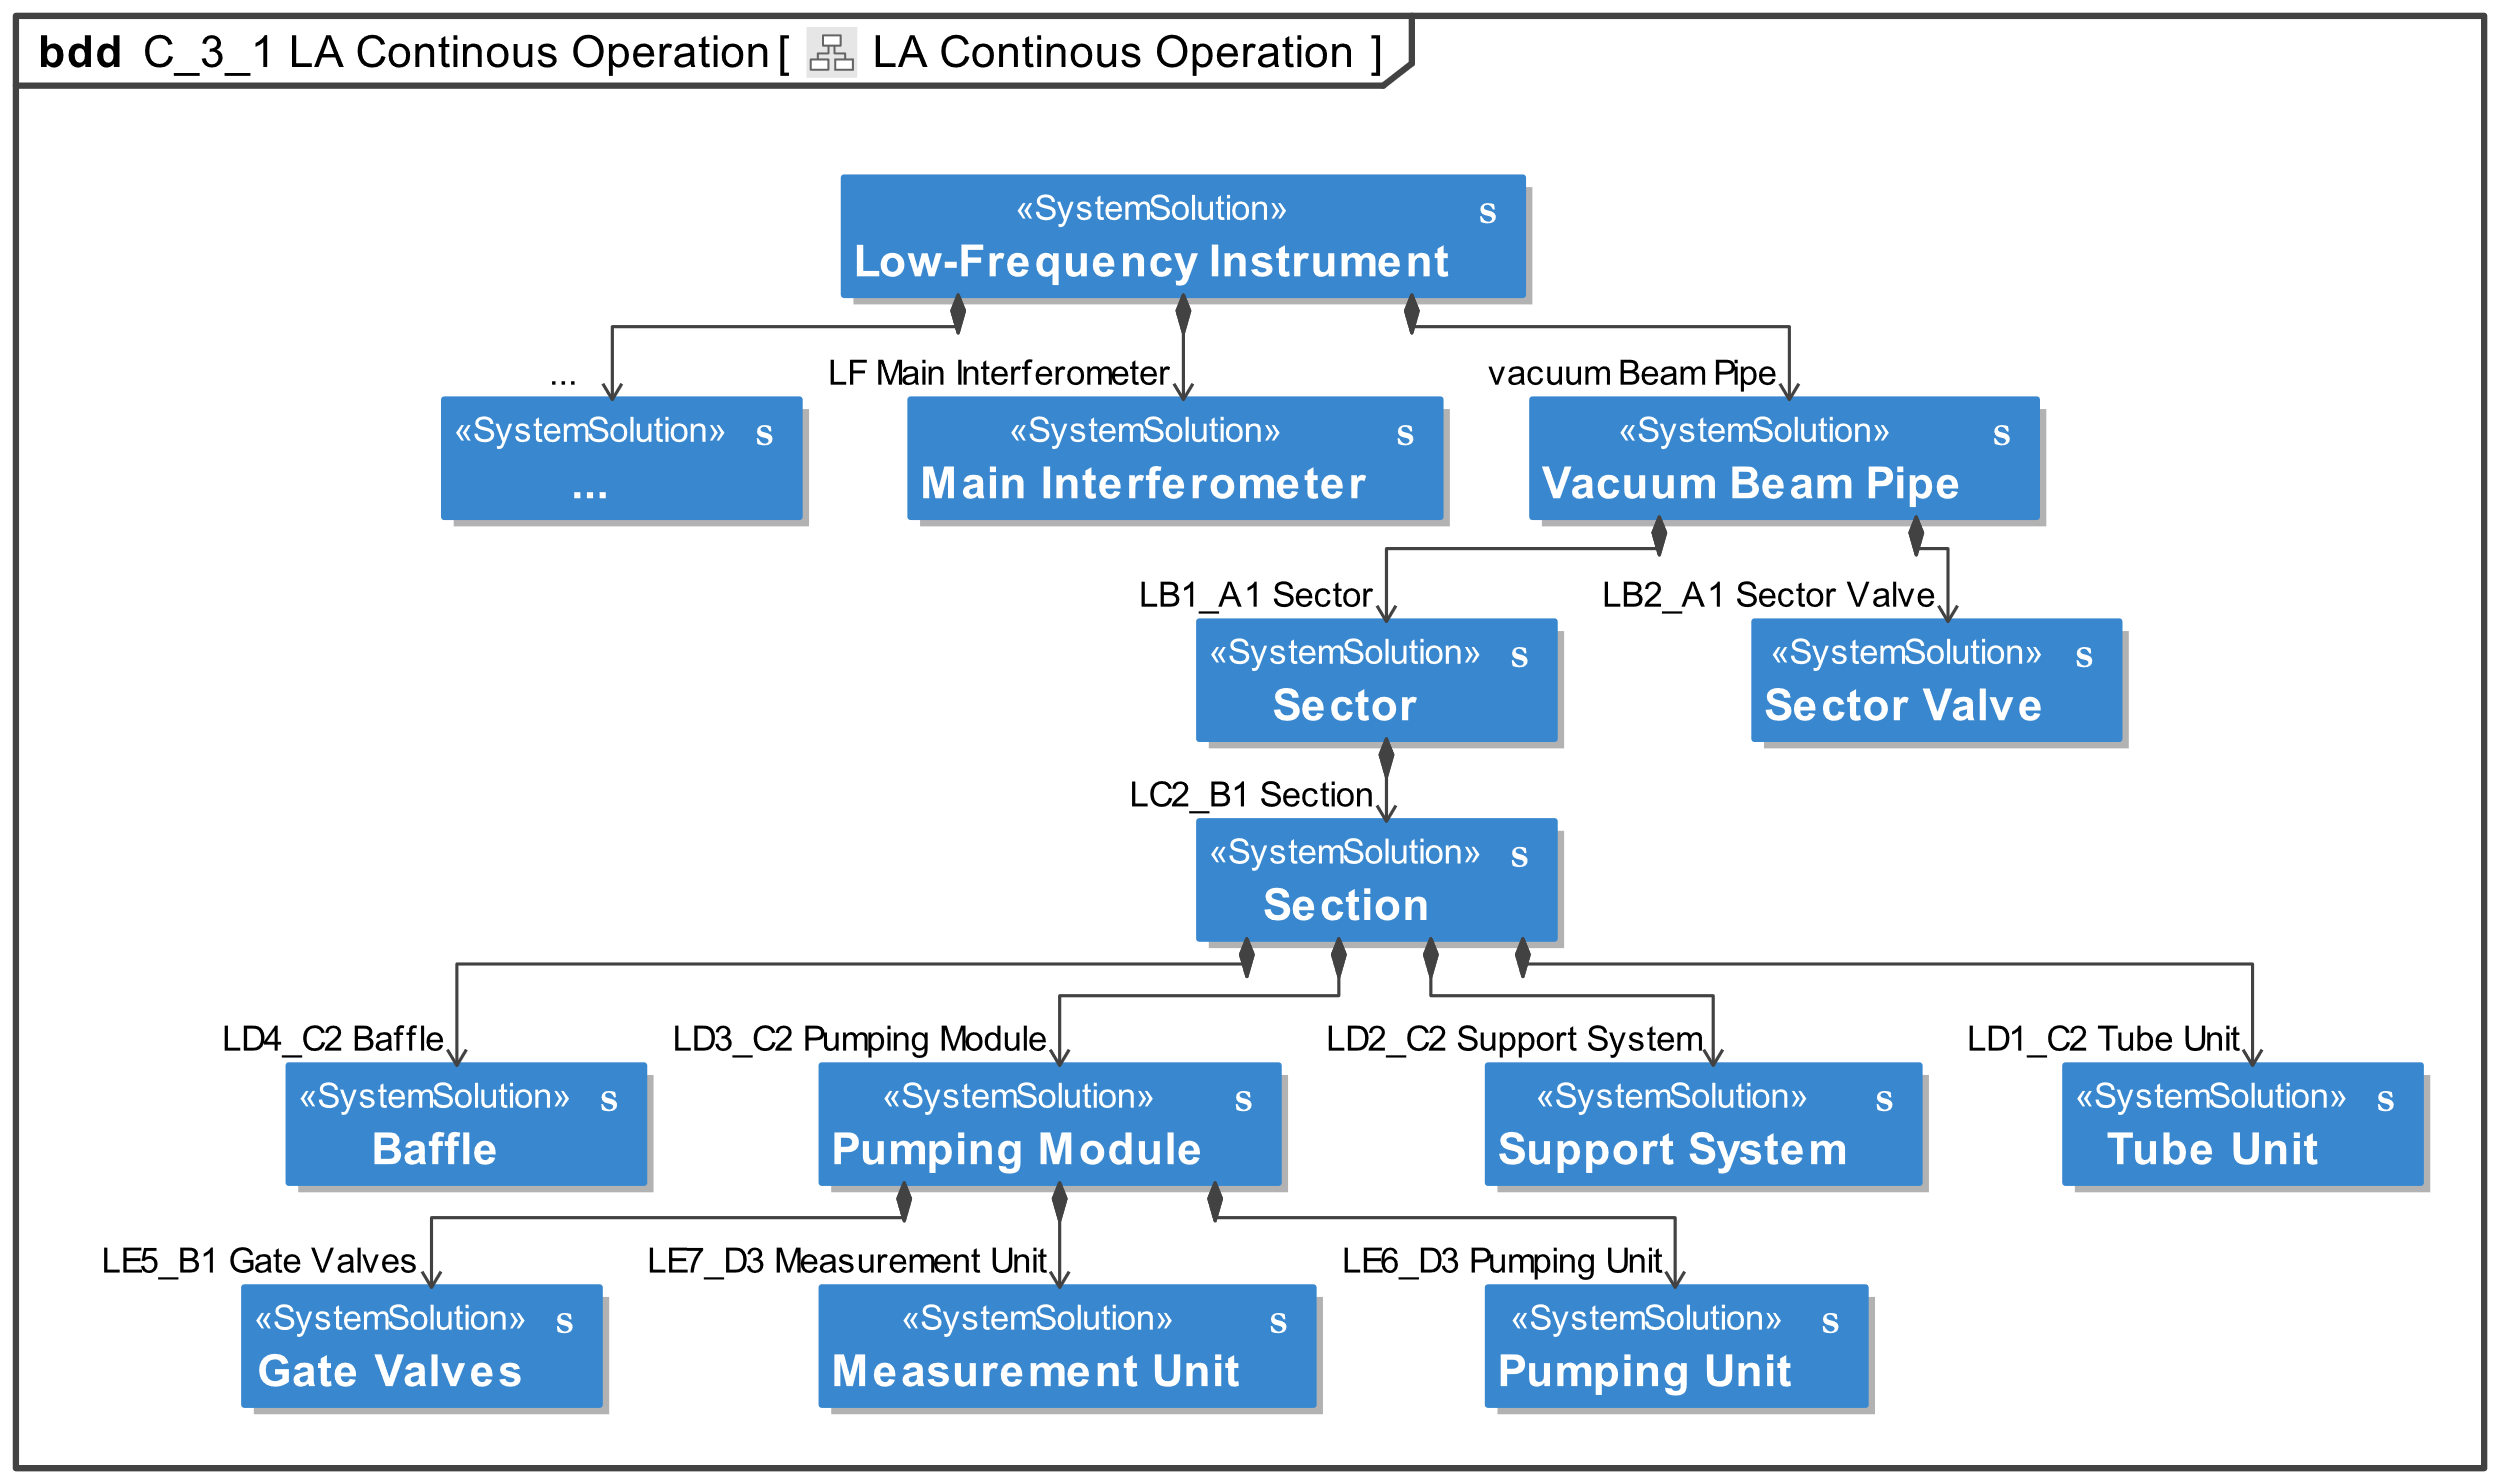 bdd C_3_1 LA Continous Operation [ LA Continous Operation ]
«SystemSolution» S
Low-Frequency Instrument
... LF Main Interferometer vacuum Beam Pipe
«SystemSolution» S «SystemSolution» S «SystemSolution» S
... Main Interferometer Vacuum Beam Pipe
LB1_A1 Sector LB2_A1 Sector Valve
«SystemSolution» S «SystemSolution» S
Sector Sector Valve
LC2_B1 Section
«SystemSolution» S
Section
LD4_C2 Baffle LD3_C2 Pumping Module LD2_C2 Support System LD1_C2 Tube Unit
«SystemSolution» S «SystemSolution» S «SystemSolution» S «SystemSolution» S
Baffle Pumping Module Support System Tube Unit
LE5_B1 Gate Valves LE7_D3 Measurement Unit LE6_D3 Pumping Unit
«SystemSolution» S «SystemSolution» S «SystemSolution» S
Gate Valves Measurement Unit Pumping Unit